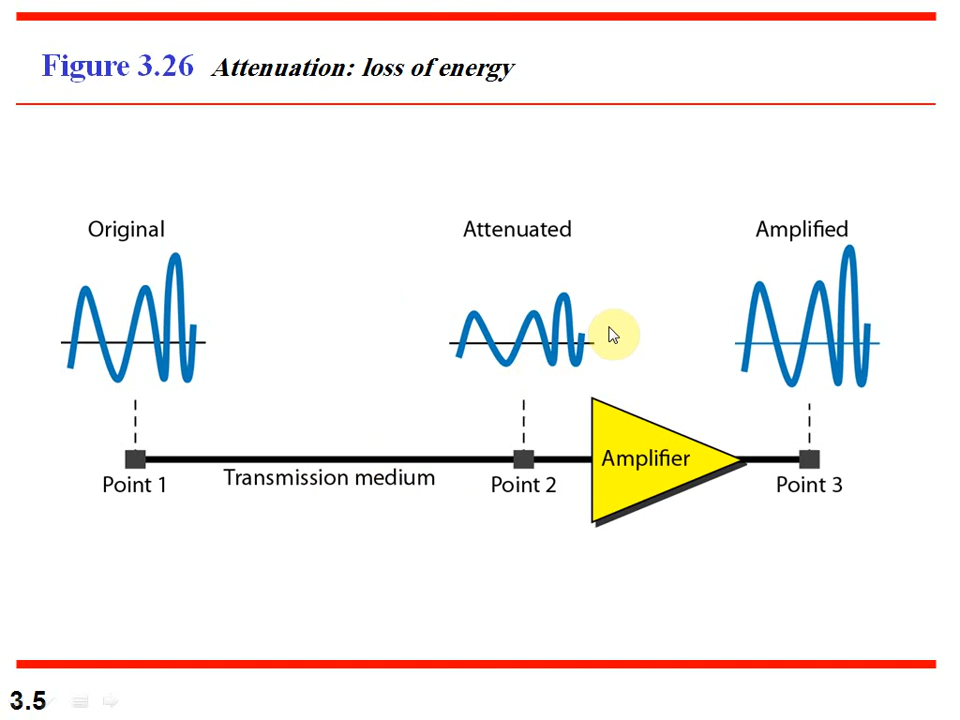 Figure 3.26 Attenuation: loss of energy
Original
Attenuated
Amplified
Amplifier
Point 1
Transmission medium
Point 2
Point 3
3.5